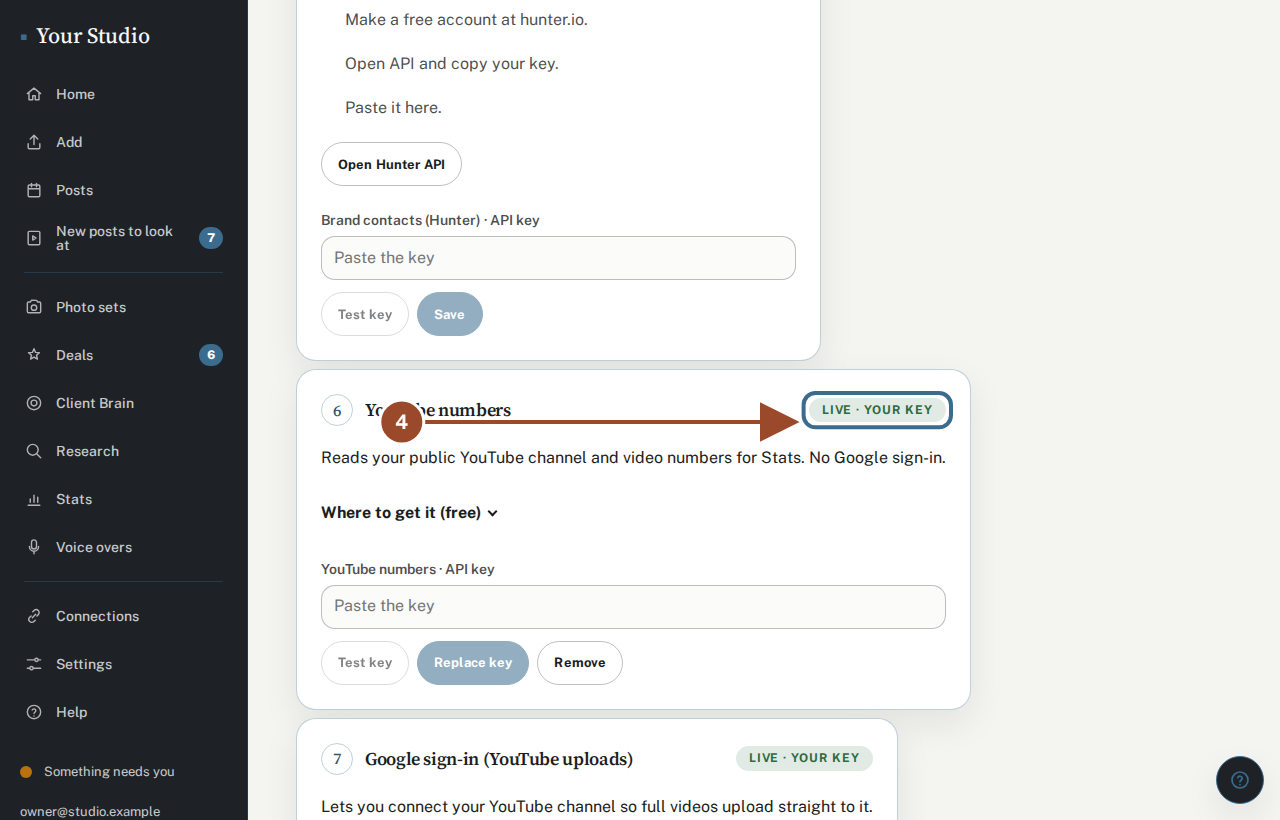 Your Studio
Home
Add
Posts
New posts to look
at
7
Photo sets
Deals
6
Client Brain
Research
Stats
Voice overs
Connections
Settings
Help
Something needs you
owner@studio.example
Make a free account at hunter.io.
Open API and copy your key.
Paste it here.
Open Hunter API
Brand contacts (Hunter) · API key
Paste the key
Test key
Save
6
numbers
LIVE · YOUR KEY
4
Reads your public YouTube channel and video numbers for Stats. No Google sign-in.
Where to get it (free)
YouTube numbers · API key
Paste the key
Test key
Replace key
Remove
7
Google sign-in (YouTube uploads)
LIVE · YOUR KEY
Lets you connect your YouTube channel so full videos upload straight to it.